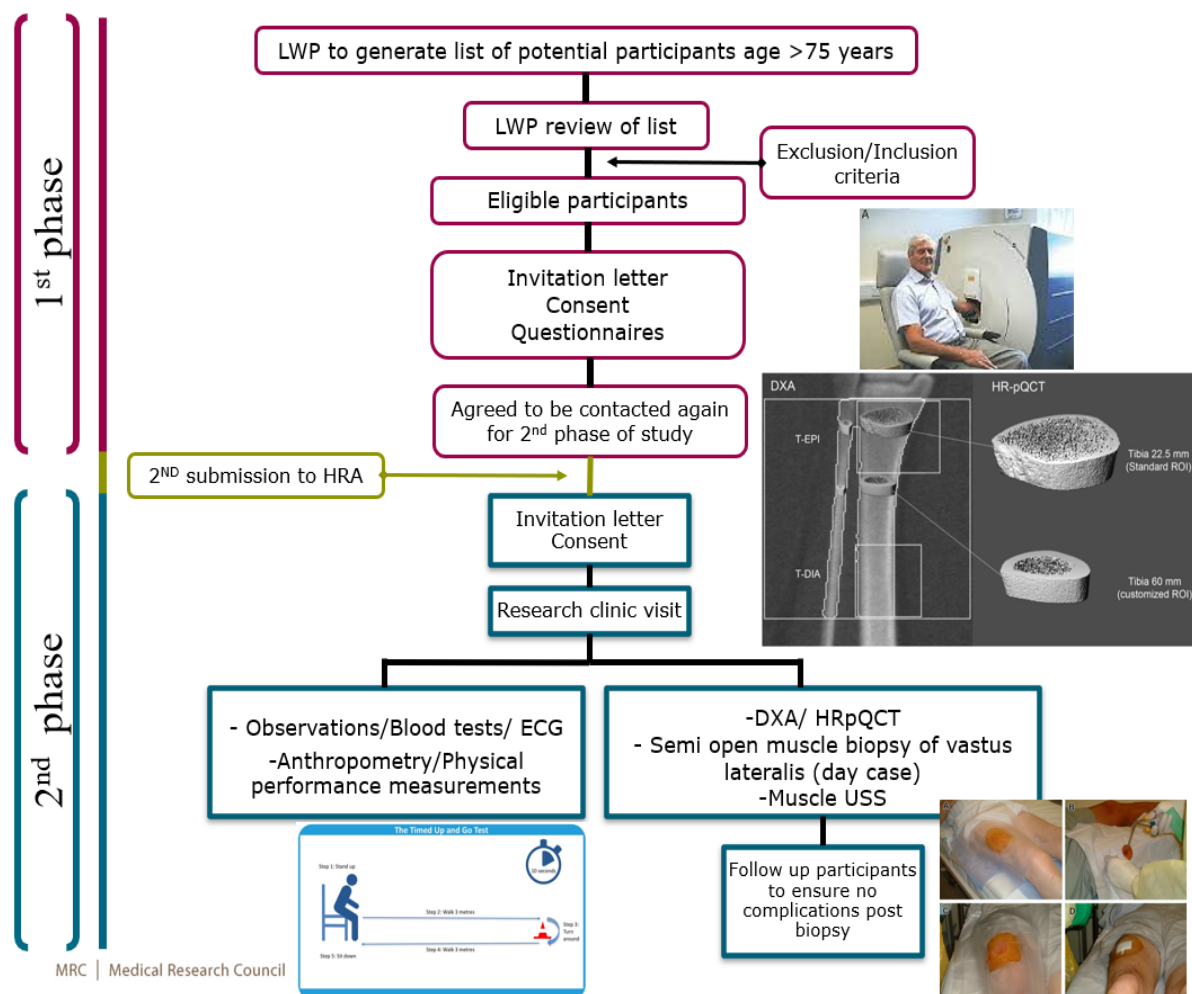 1st phase
LWP to generate list of potential participants age >75 years
LWP review of list
Exclusion/Inclusion
criteria
Eligible participants
Invitation letter
Consent
Questionnaires
Agreed to be contacted again
for 2nd phase of study
2ND submission to HRA
A
DXA
HR-pQCT
T-EPI
Tibia 22.5 mm
(Standard ROI)
T-DIA
Tibia 60 mm
(customized ROI)
2nd phase
Invitation letter
Consent
Research clinic visit
- Observations/Blood tests/ ECG
-Anthropometry/Physical
performance measurements
-DXA/ HRpQCT
- Semi open muscle biopsy of vastus
lateralis (day case)
-Muscle USS
The Timed Up and Go Test
Step 1: Stand up
10 seconds
Step 2: Walk 3 metres
Step 3:
Turn
around
Step 4: Walk 3 metres
Step 5: Sit down
Follow up participants
to ensure no
complications post
biopsy
A
B
C
D
MRC | Medical Research Council